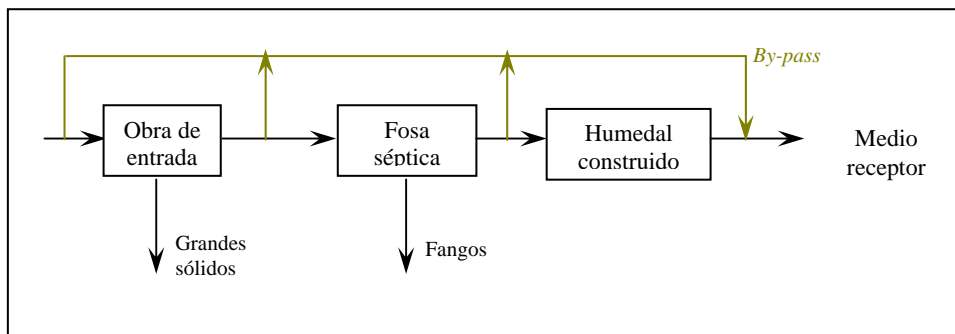 By-pass
Obra de
entrada
Fosa
séptica
Humedal
construido
Medio
receptor
Grandes
sólidos
Fangos